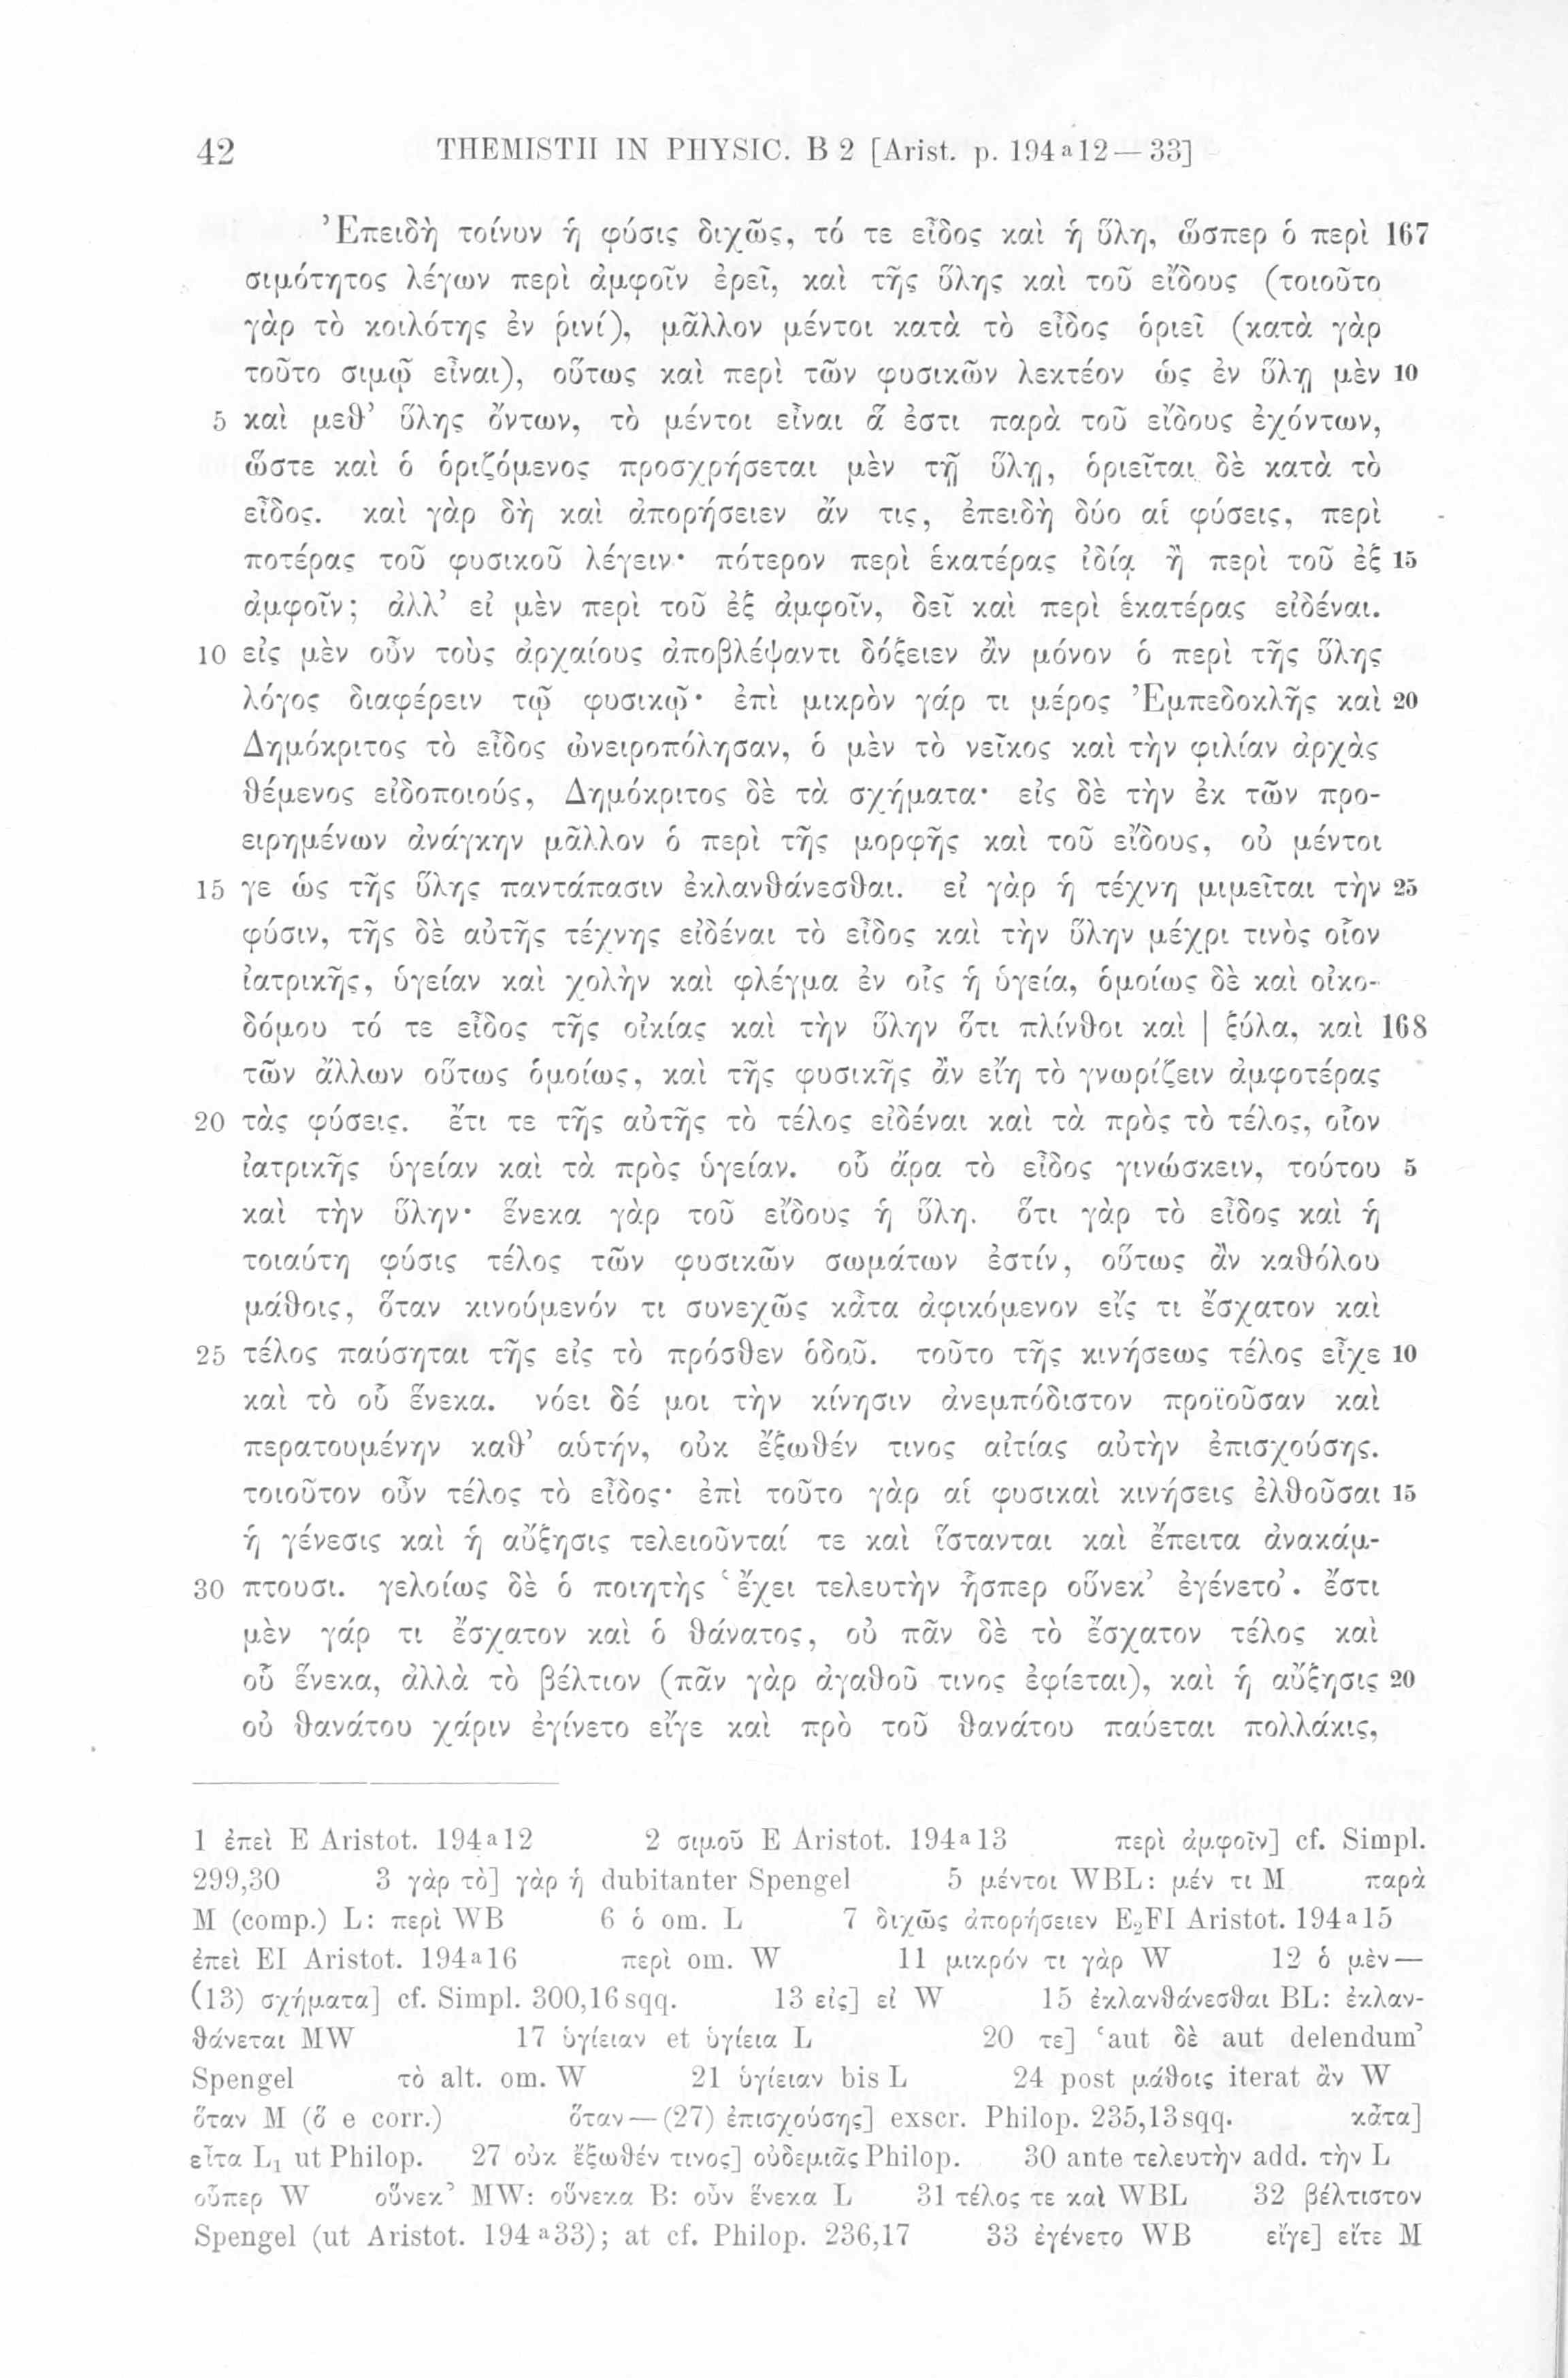 42 THEMISTII IN PHYSIC. B 2 [Arist. p. 194a12—33]
Ἐπειδὴ τοίνυν ἡ φύσις διχῶς, τό τε εἶδος καὶ ἡ ὕλη, ὥσπερ ὁ περὶ 167
σιμότητος λέγων περὶ ἀμφοῖν ἐρεῖ, καὶ τῆς ὕλης καὶ τοῦ εἴδους (τοιοῦτο
γὰρ τὸ κοιλότης ἐν ῥινί), μᾶλλον μέντοι κατὰ τὸ εἶδος ὁριεῖ (κατὰ γὰρ
τοῦτο σιμῷ εἶναι), οὕτως καὶ περὶ τῶν φυσικῶν λεκτέον ὡς ἐν ὕλῃ μὲν 10
5 καὶ μεθ’ ὕλης ὄντων, τὸ μέντοι εἶναι ἅ ἐστι παρὰ τοῦ εἴδους ἐχόντων,
ὥστε καὶ ὁ ὁριζόμενος προσχρήσεται μὲν τῇ ὕλῃ, ὁριεῖται δὲ κατὰ τὸ
εἶδος. καὶ γὰρ δὴ καὶ ἀπορήσειεν ἄν τις, ἐπειδὴ δύο αἱ φύσεις, περὶ
ποτέρας τοῦ φυσικοῦ λέγειν· πότερον περὶ ἑκατέρας ἰδίᾳ ἢ περὶ τοῦ ἐξ 15
ἀμφοῖν; ἀλλ’ εἰ μὲν περὶ τοῦ ἐξ ἀμφοῖν, δεῖ καὶ περὶ ἑκατέρας εἰδέναι.
10 εἰς μὲν οὖν τοὺς ἀρχαίους ἀποβλέψαντι δόξειεν ἂν μόνον ὁ περὶ τῆς ὕλης
λόγος διαφέρειν τῷ φυσικῷ· ἐπὶ μικρὸν γάρ τι μέρος Ἐμπεδοκλῆς καὶ 20
Δημόκριτος τὸ εἶδος ὠνειροπόλησαν, ὁ μὲν τὸ νεῖκος καὶ τὴν φιλίαν ἀρχὰς
θέμενος εἰδοποιούς, Δημόκριτος δὲ τὰ σχήματα· εἰς δὲ τὴν ἐκ τῶν προ-
ειρημένων ἀνάγκην μᾶλλον ὁ περὶ τῆς μορφῆς καὶ τοῦ εἴδους, οὐ μέντοι
15 γε ὡς τῆς ὕλης παντάπασιν ἐκλανθάνεσθαι. εἰ γὰρ ἡ τέχνη μιμεῖται τὴν 25
φύσιν, τῆς δὲ αὐτῆς τέχνης εἰδέναι τὸ εἶδος καὶ τὴν ὕλην μέχρι τινὸς οἷον
ἰατρικῆς, ὑγείαν καὶ χολὴν καὶ φλέγμα ἐν οἷς ἡ ὑγεία, ὁμοίως δὲ καὶ οἰκο-
δόμου τό τε εἶδος τῆς οἰκίας καὶ τὴν ὕλην ὅτι πλίνθοι καὶ | ξύλα, καὶ 168
τῶν ἄλλων οὕτως ὁμοίως, καὶ τῆς φυσικῆς ἂν εἴη τὸ γνωρίζειν ἀμφοτέρας
20 τὰς φύσεις. ἔτι τε τῆς αὐτῆς τὸ τέλος εἰδέναι καὶ τὰ πρὸς τὸ τέλος, οἷον
ἰατρικῆς ὑγείαν καὶ τὰ πρὸς ὑγείαν. οὗ ἄρα τὸ εἶδος γινώσκειν, τούτου 5
καὶ τὴν ὕλην· ἕνεκα γὰρ τοῦ εἴδους ἡ ὕλη. ὅτι γὰρ τὸ εἶδος καὶ ἡ
τοιαύτη φύσις τέλος τῶν φυσικῶν σωμάτων ἐστίν, οὕτως ἂν καθόλου
μάθοις, ὅταν κινούμενόν τι συνεχῶς κᾆτα ἀφικόμενον εἴς τι ἔσχατον καὶ
25 τέλος παύσηται τῆς εἰς τὸ πρόσθεν ὁδοῦ. τοῦτο τῆς κινήσεως τέλος εἶχε 10
καὶ τὸ οὗ ἕνεκα. νόει δέ μοι τὴν κίνησιν ἀνεμπόδιστον προϊοῦσαν καὶ
περατουμένην καθ’ αὑτήν, οὐκ ἔξωθέν τινος αἰτίας αὐτὴν ἐπισχούσης.
τοιοῦτον οὖν τέλος τὸ εἶδος· ἐπὶ τοῦτο γὰρ αἱ φυσικαὶ κινήσεις ἐλθοῦσαι 15
ἡ γένεσις καὶ ἡ αὔξησις τελειοῦνταί τε καὶ ἵστανται καὶ ἔπειτα ἀνακάμ-
30 πτουσι. γελοίως δὲ ὁ ποιητὴς ‘ἔχει τελευτὴν ἧσπερ οὕνεκ’ ἐγένετο’. ἔστι
μὲν γάρ τι ἔσχατον καὶ ὁ θάνατος, οὐ πᾶν δὲ τὸ ἔσχατον τέλος καὶ
οὗ ἕνεκα, ἀλλὰ τὸ βέλτιον (πᾶν γὰρ ἀγαθοῦ τινος ἐφίεται), καὶ ἡ αὔξησις 20
οὐ θανάτου χάριν ἐγίνετο εἴγε καὶ πρὸ τοῦ θανάτου παύεται πολλάκις,
1 ἐπεὶ E Aristot. 194a12 2 σιμοῦ E Aristot. 194a13 περὶ ἀμφοῖν] cf. Simpl.
299,30 3 γὰρ τὸ] γὰρ ἡ dubitanter Spengel 5 μέντοι WBL: μέν τι M παρὰ
M (comp.) L: περὶ WB 6 ὁ om. L 7 διχῶς ἀπορήσειεν E₂FI Aristot. 194a15
ἐπεὶ EI Aristot. 194a16 περὶ om. W 11 μικρόν τι γὰρ W 12 ὁ μὲν—
(13) σχήματα] cf. Simpl. 300,16 sqq. 13 εἰς] εἰ W 15 ἐκλανθάνεσθαι BL: ἐκλαν-
θάνεται MW 17 ὑγίειαν et ὑγίεια L 20 τε] ‘aut δὲ aut delendum’
Spengel τὸ alt. om. W 21 ὑγίειαν bis L 24 post μάθοις iterat ἂν W
ὅταν M (ὅ e corr.) ὅταν—(27) ἐπισχούσης] exscr. Philop. 235,13 sqq. κᾆτα]
εἶτα L₁ ut Philop. 27 οὐκ ἔξωθέν τινος] οὐδεμιᾶς Philop. 30 ante τελευτὴν add. τὴν L
οὗπερ W οὕνεκ’ MW: οὕνεκα B: οὖν ἕνεκα L 31 τέλος τε καὶ WBL 32 βέλτιστον
Spengel (ut Aristot. 194a33); at cf. Philop. 236,17 33 ἐγένετο WB εἴγε] εἴτε M